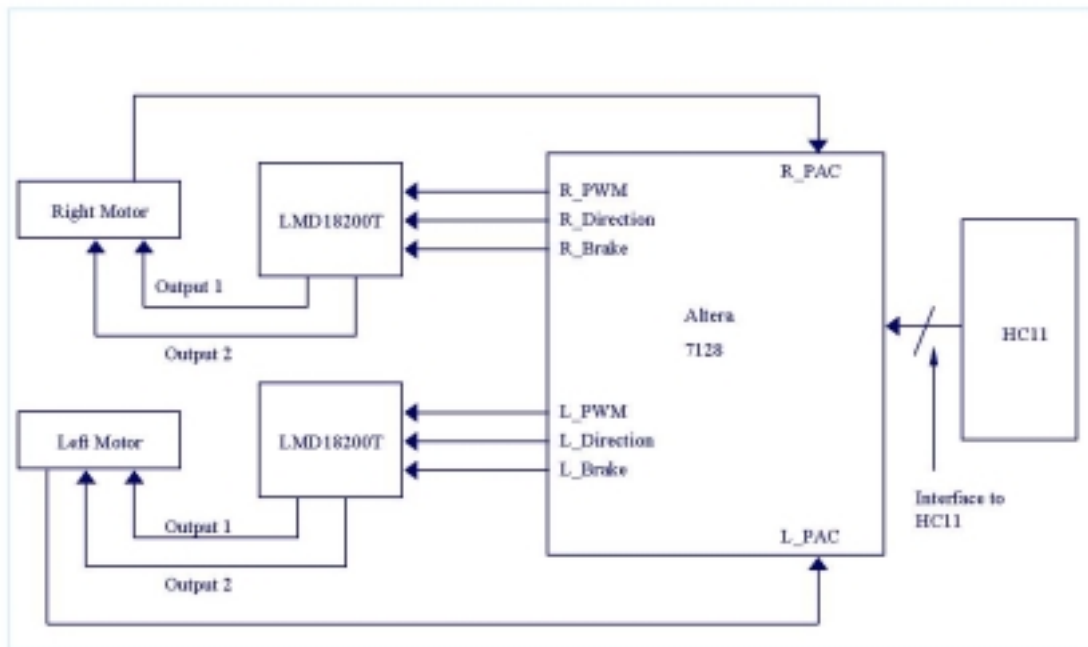 R_PAC
R_PWM
Right Motor
LMD18200T
R_Direction
R_Brake
Output 1
Output 2
Altera
7128
HC11
L_PWM
Left Motor
LMD18200T
L_Direction
L_Brake
Interface to
HC11
Output 1
L_PAC
Output 2